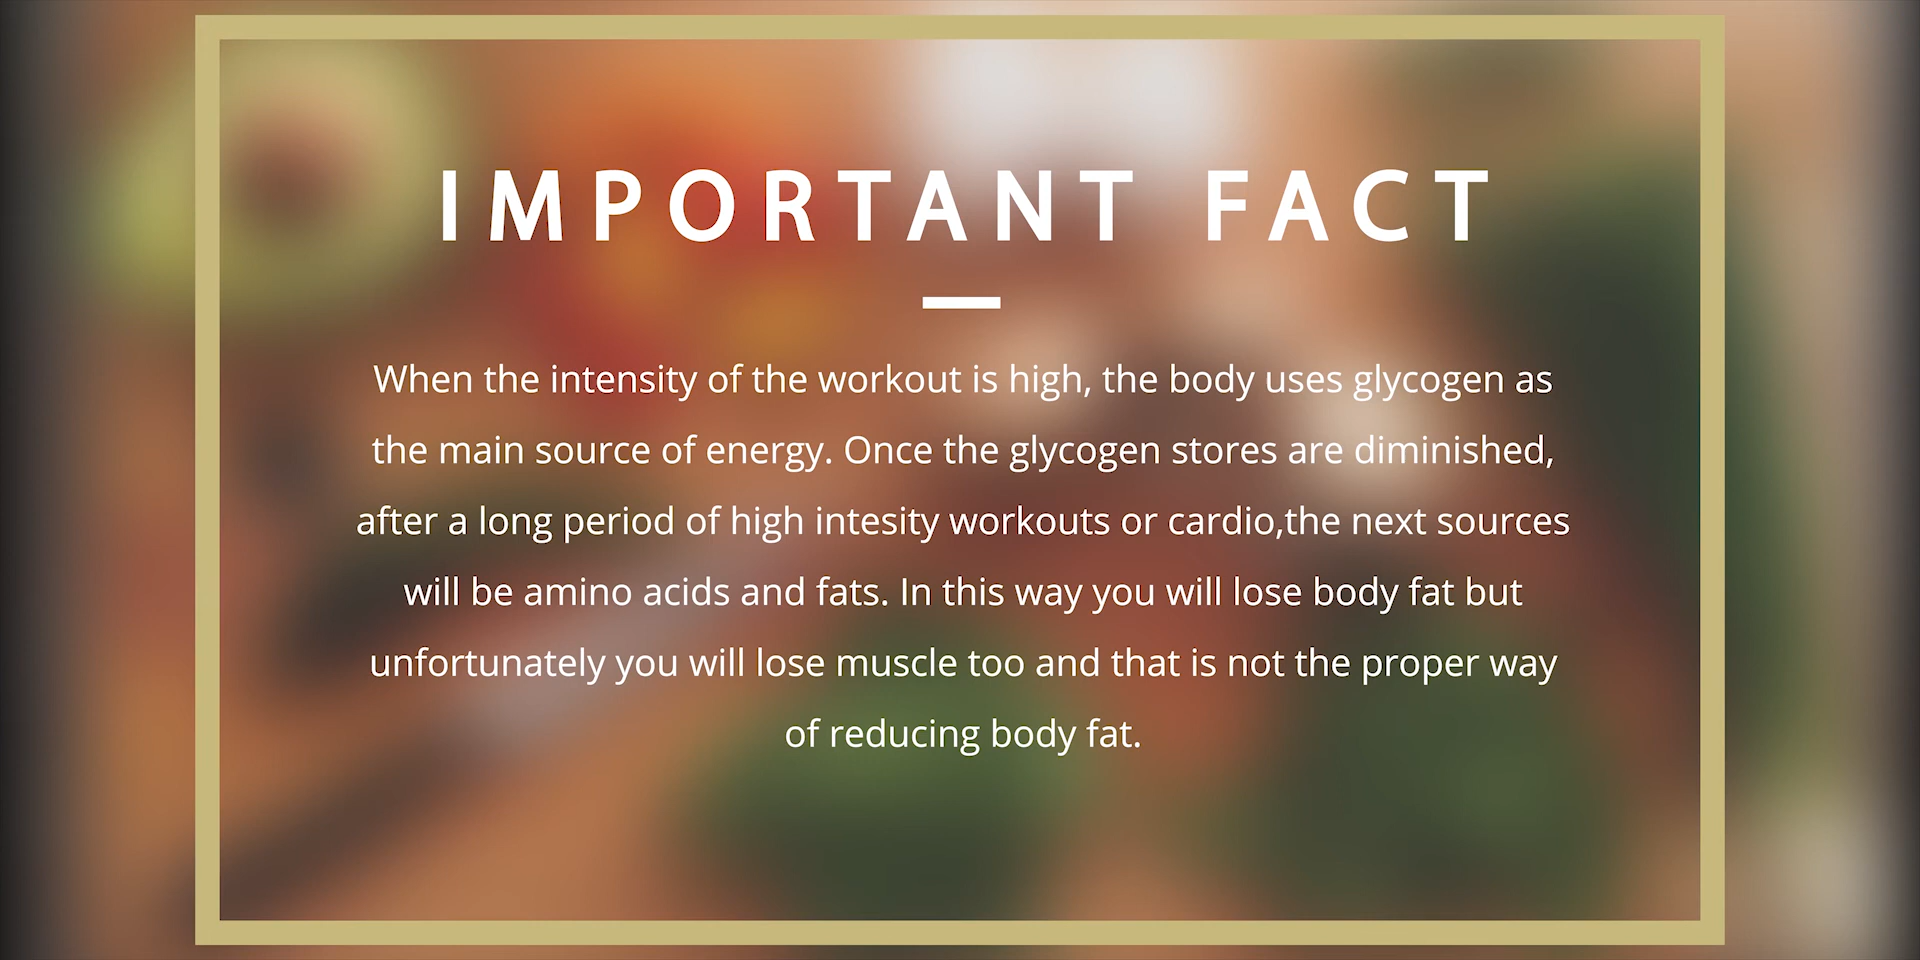 IMPORTANT FACT
When the intensity of the workout is high, the body uses glycogen as
the main source of energy. Once the glycogen stores are diminished,
after a long period of high intesity workouts or cardio,the next sources
will be amino acids and fats. In this way you will lose body fat but
unfortunately you will lose muscle too and that is not the proper way
of reducing body fat.